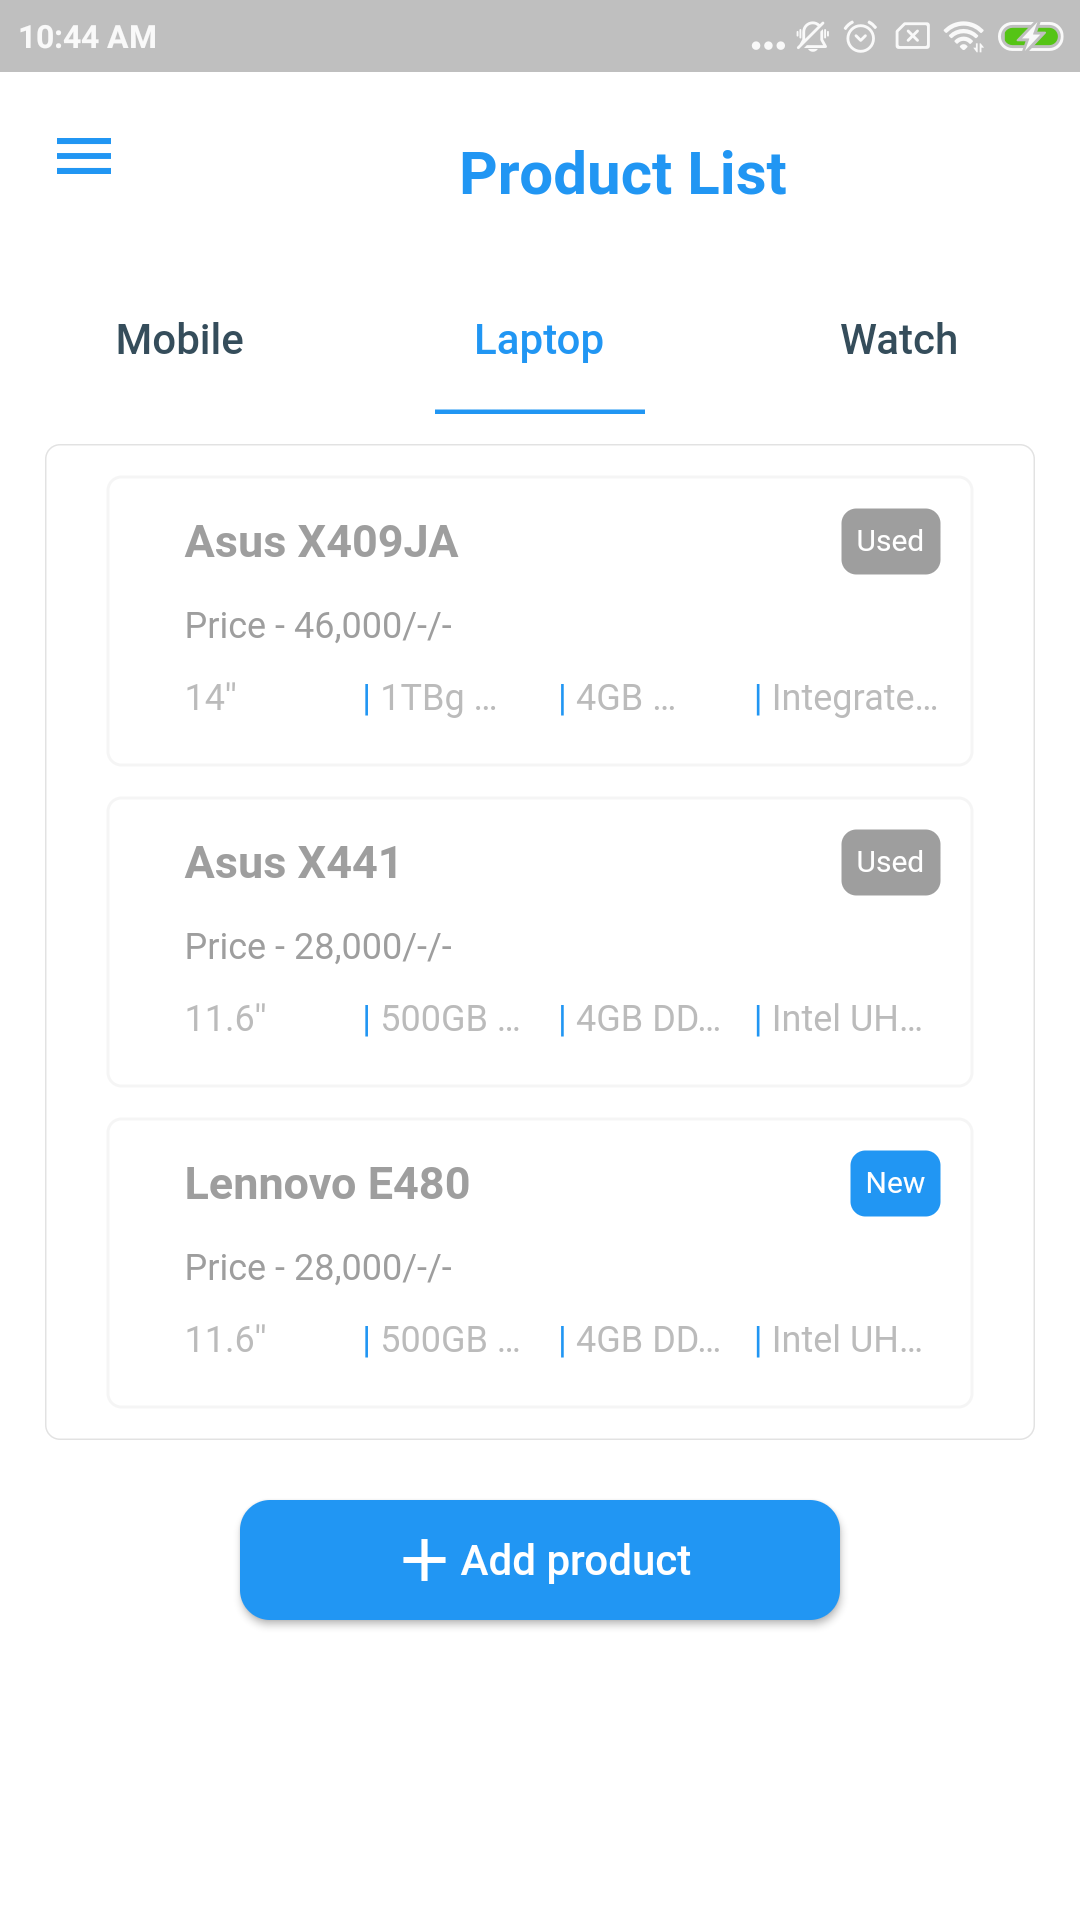 10:44 AM
Product List
Mobile Laptop Watch
Asus X409JA Used
Price - 46,000/-/-
14" | 1TBg ... | 4GB ... | Integrate...
Asus X441 Used
Price - 28,000/-/-
11.6" | 500GB ... | 4GB DD... | Intel UH...
Lennovo E480 New
Price - 28,000/-/-
11.6" | 500GB ... | 4GB DD... | Intel UH...
Add product